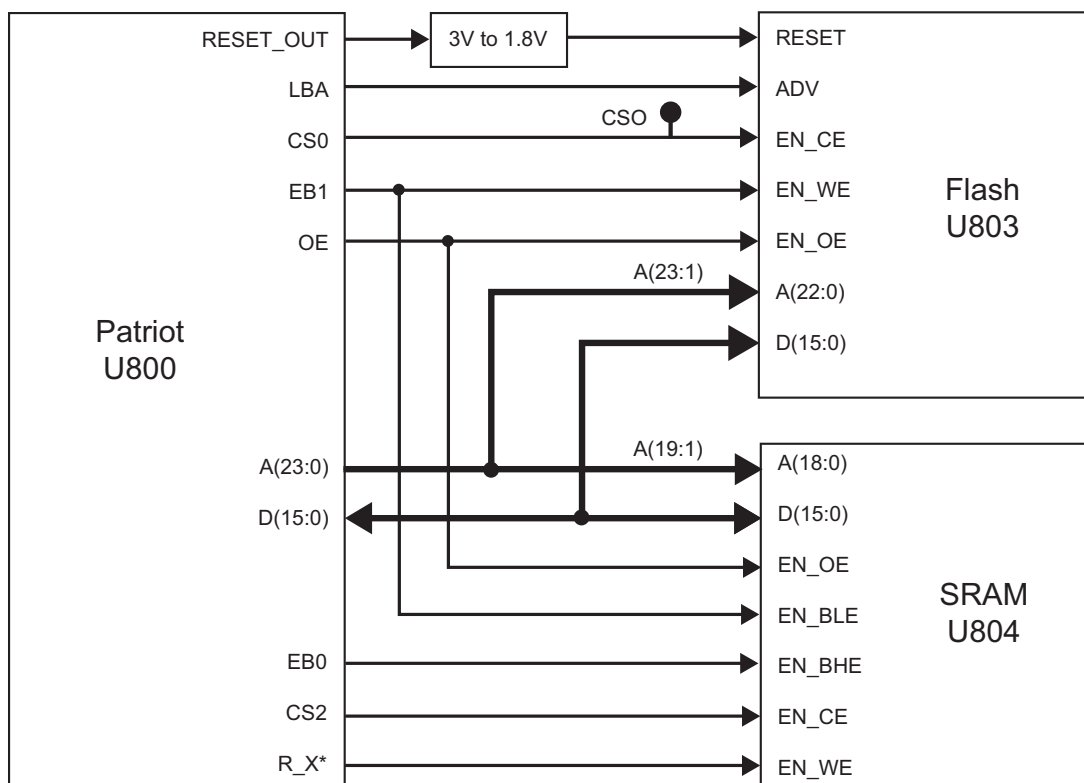 RESET_OUT
3V to 1.8V
RESET
LBA
ADV
CSO
CS0
EN_CE
EB1
EN_WE
OE
EN_OE
Flash
U803
A(23:1)
A(22:0)
D(15:0)
Patriot
U800
A(23:0)
A(19:1)
A(18:0)
D(15:0)
D(15:0)
EN_OE
SRAM
U804
EN_BLE
EB0
EN_BHE
CS2
EN_CE
R_X*
EN_WE